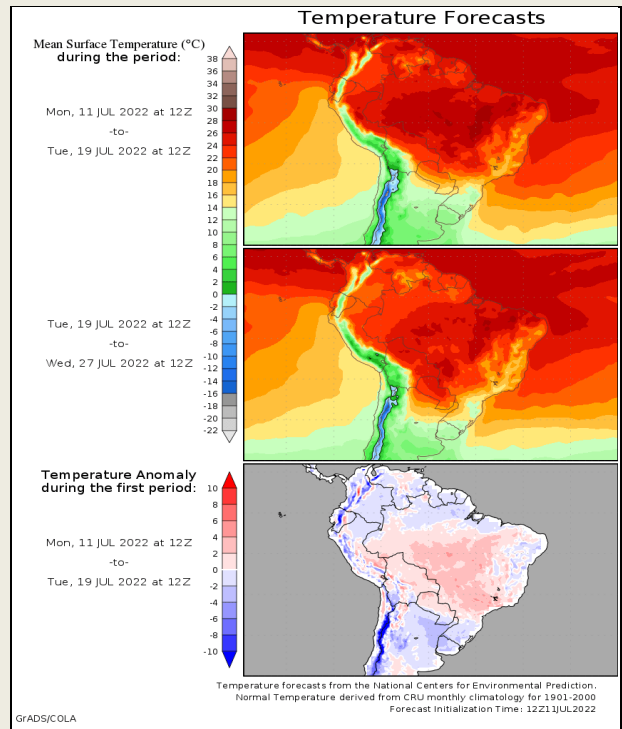 Temperature Forecasts
Mean Surface Temperature (°C)
during the period:
38
36
34
32
30
28
26
24
22
20
18
16
14
12
10
8
6
4
2
0
-2
-4
-6
-8
-10
-12
-14
-16
-18
-20
-22
Mon, 11 JUL 2022 at 12Z
-to-
Tue, 19 JUL 2022 at 12Z
Tue, 19 JUL 2022 at 12Z
-to-
Wed, 27 JUL 2022 at 12Z
Temperature Anomaly
during the first period:
10
8
6
4
2
0
-2
-4
-6
-8
-10
Mon, 11 JUL 2022 at 12Z
-to-
Tue, 19 JUL 2022 at 12Z
Temperature forecasts from the National Centers for Environmental Prediction.
Normal Temperature derived from CRU monthly climatology for 1901-2000
Forecast Initialization Time: 12Z11JUL2022
GrADS/COLA